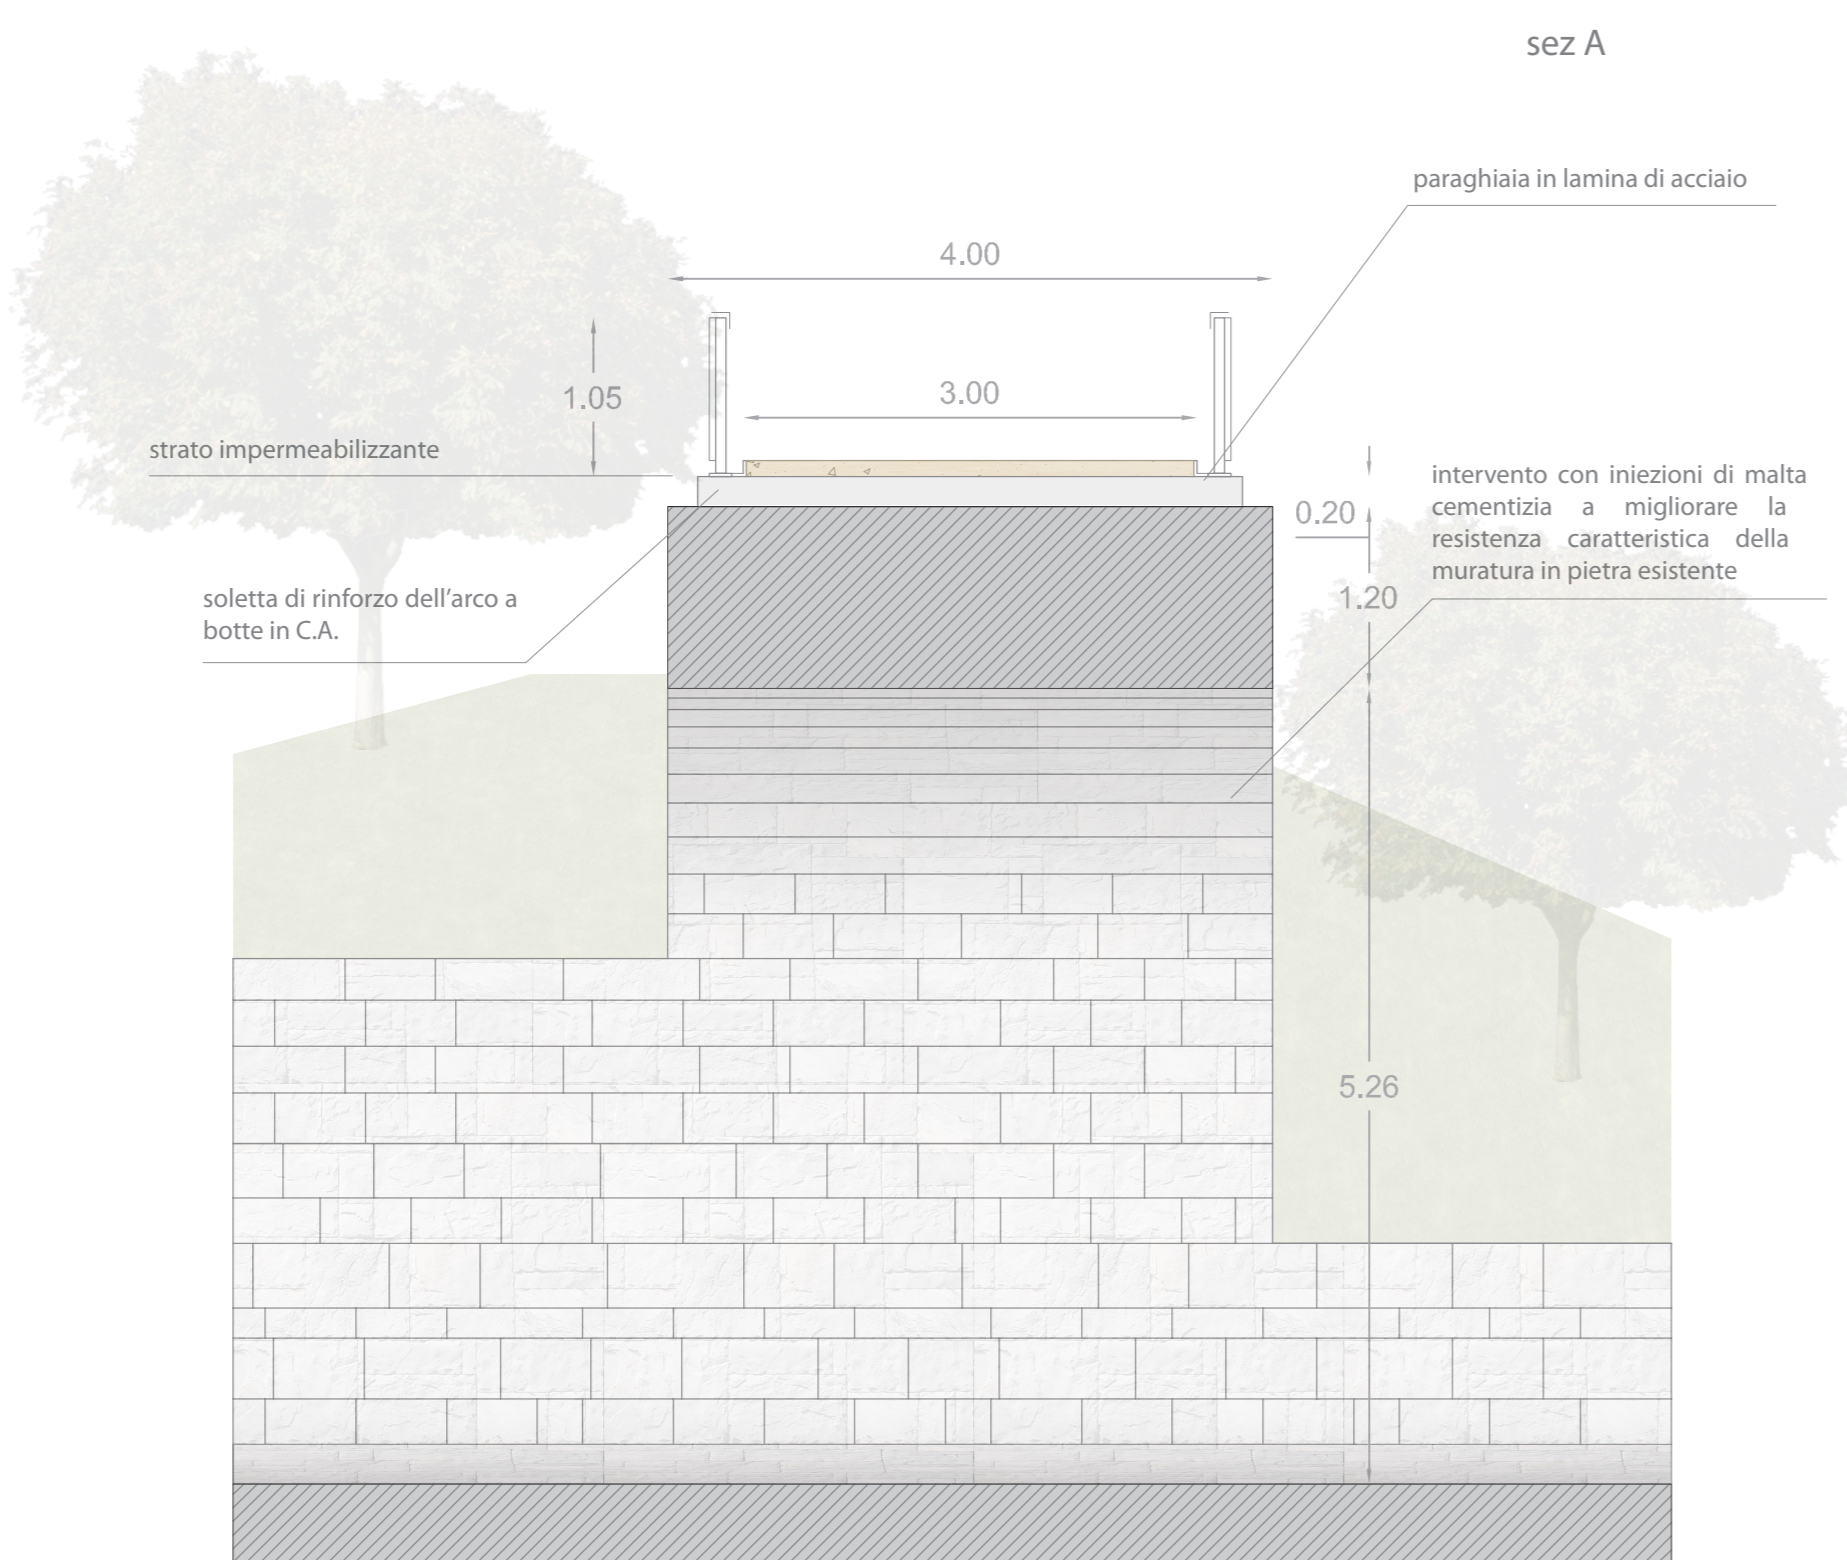 sez A
paraghiaia in lamina di acciaio
4.00
1.05
3.00
strato impermeabilizzante
intervento con iniezioni di malta
cementizia a migliorare la
resistenza caratteristica della
muratura in pietra esistente
0.20
1.20
soletta di rinforzo dell'arco a
botte in C.A.
5.26